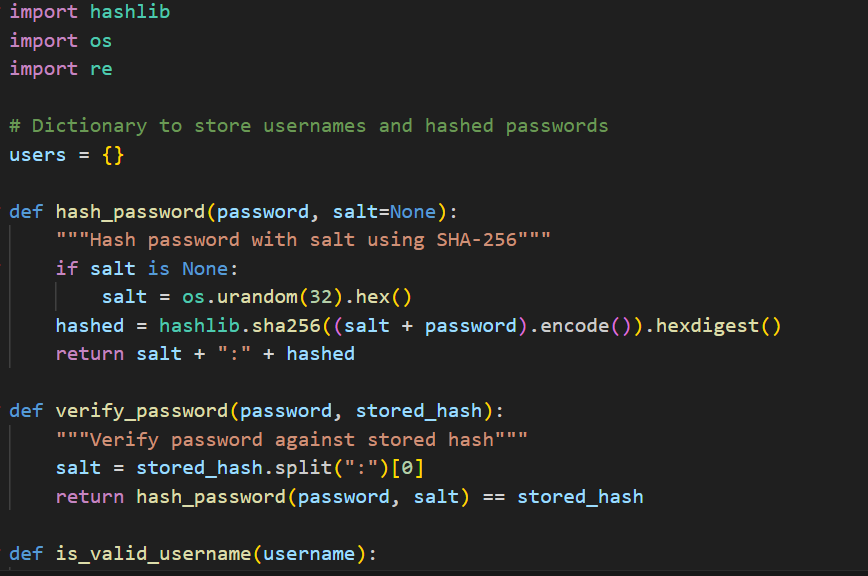 import hashlib
import os
import re

# Dictionary to store usernames and hashed passwords
users = {}

def hash_password(password, salt=None):
    """Hash password with salt using SHA-256"""
    if salt is None:
        salt = os.urandom(32).hex()
    hashed = hashlib.sha256((salt + password).encode()).hexdigest()
    return salt + ":" + hashed

def verify_password(password, stored_hash):
    """Verify password against stored hash"""
    salt = stored_hash.split(":")[0]
    return hash_password(password, salt) == stored_hash

def is_valid_username(username):